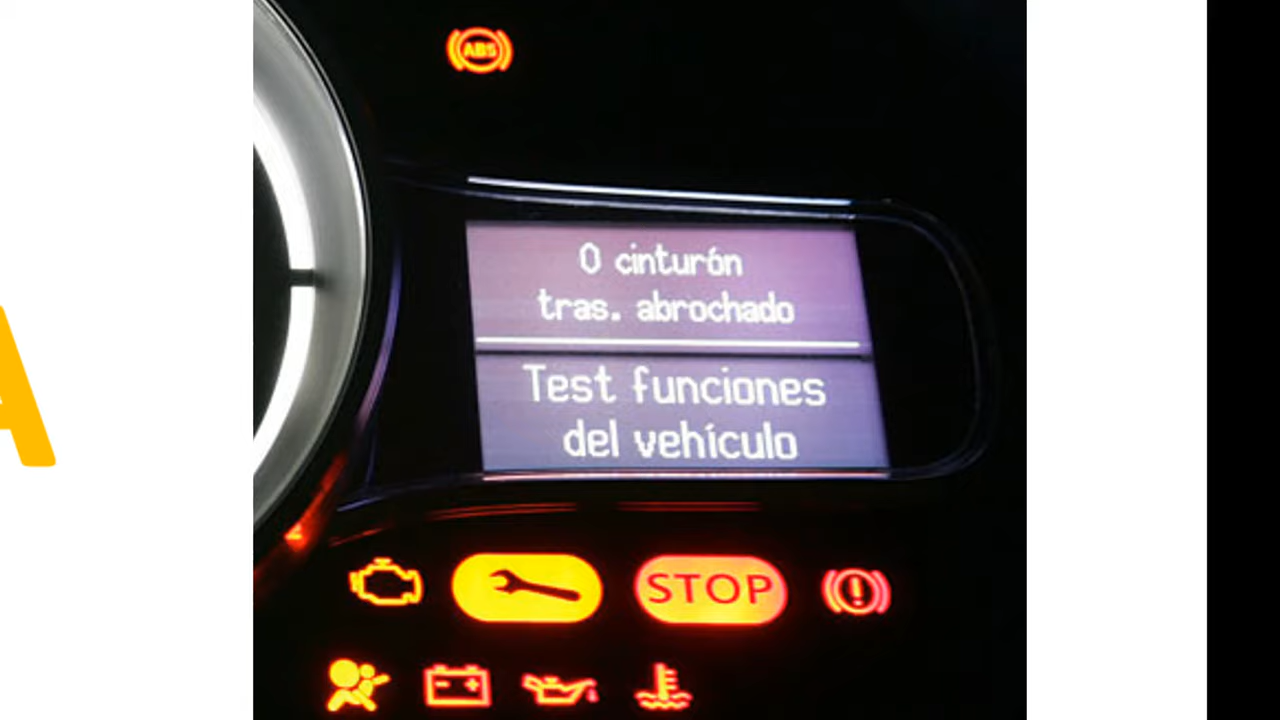 A
ABS
0 cinturón
tras. abrochado
Test funciones
del vehículo
STOP